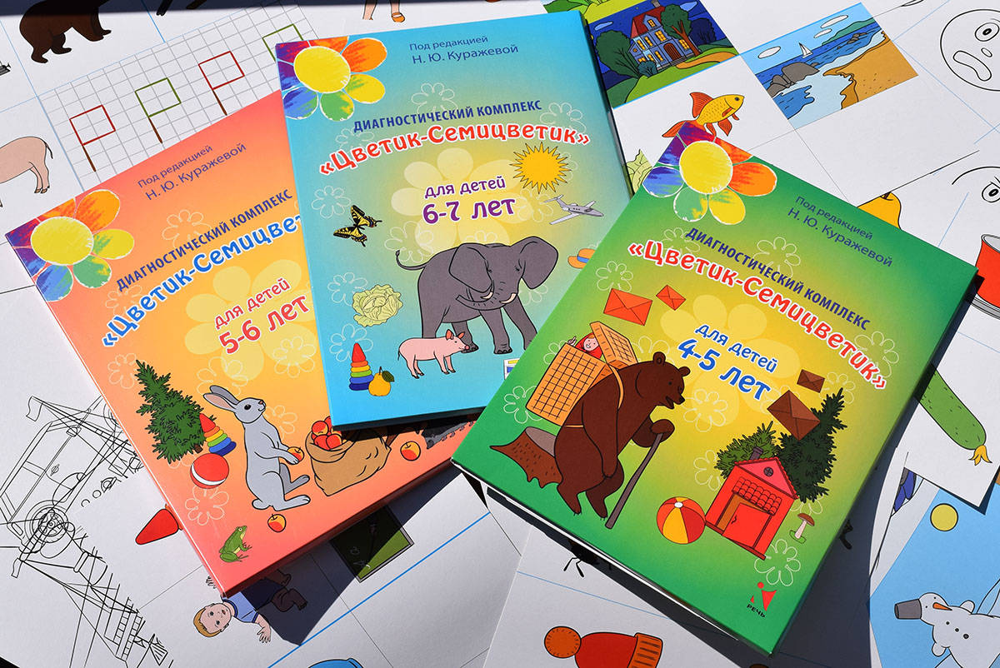 Под редакцией
Н. Ю. Куражевой
ДИАГНОСТИЧЕСКИЙ КОМПЛЕКС
«Цветик-Семицвет
для детей
5-6 лет
Под редакцией
Н. Ю. Куражевой
ДИАГНОСТИЧЕСКИЙ КОМПЛЕКС
«Цветик-Семицветик»
для детей
6-7 лет
Под редакцией
Н. Ю. Куражевой
ДИАГНОСТИЧЕСКИЙ КОМПЛЕКС
«Цветик-Семицветик»
для детей
4-5 лет
РЕЧЬ